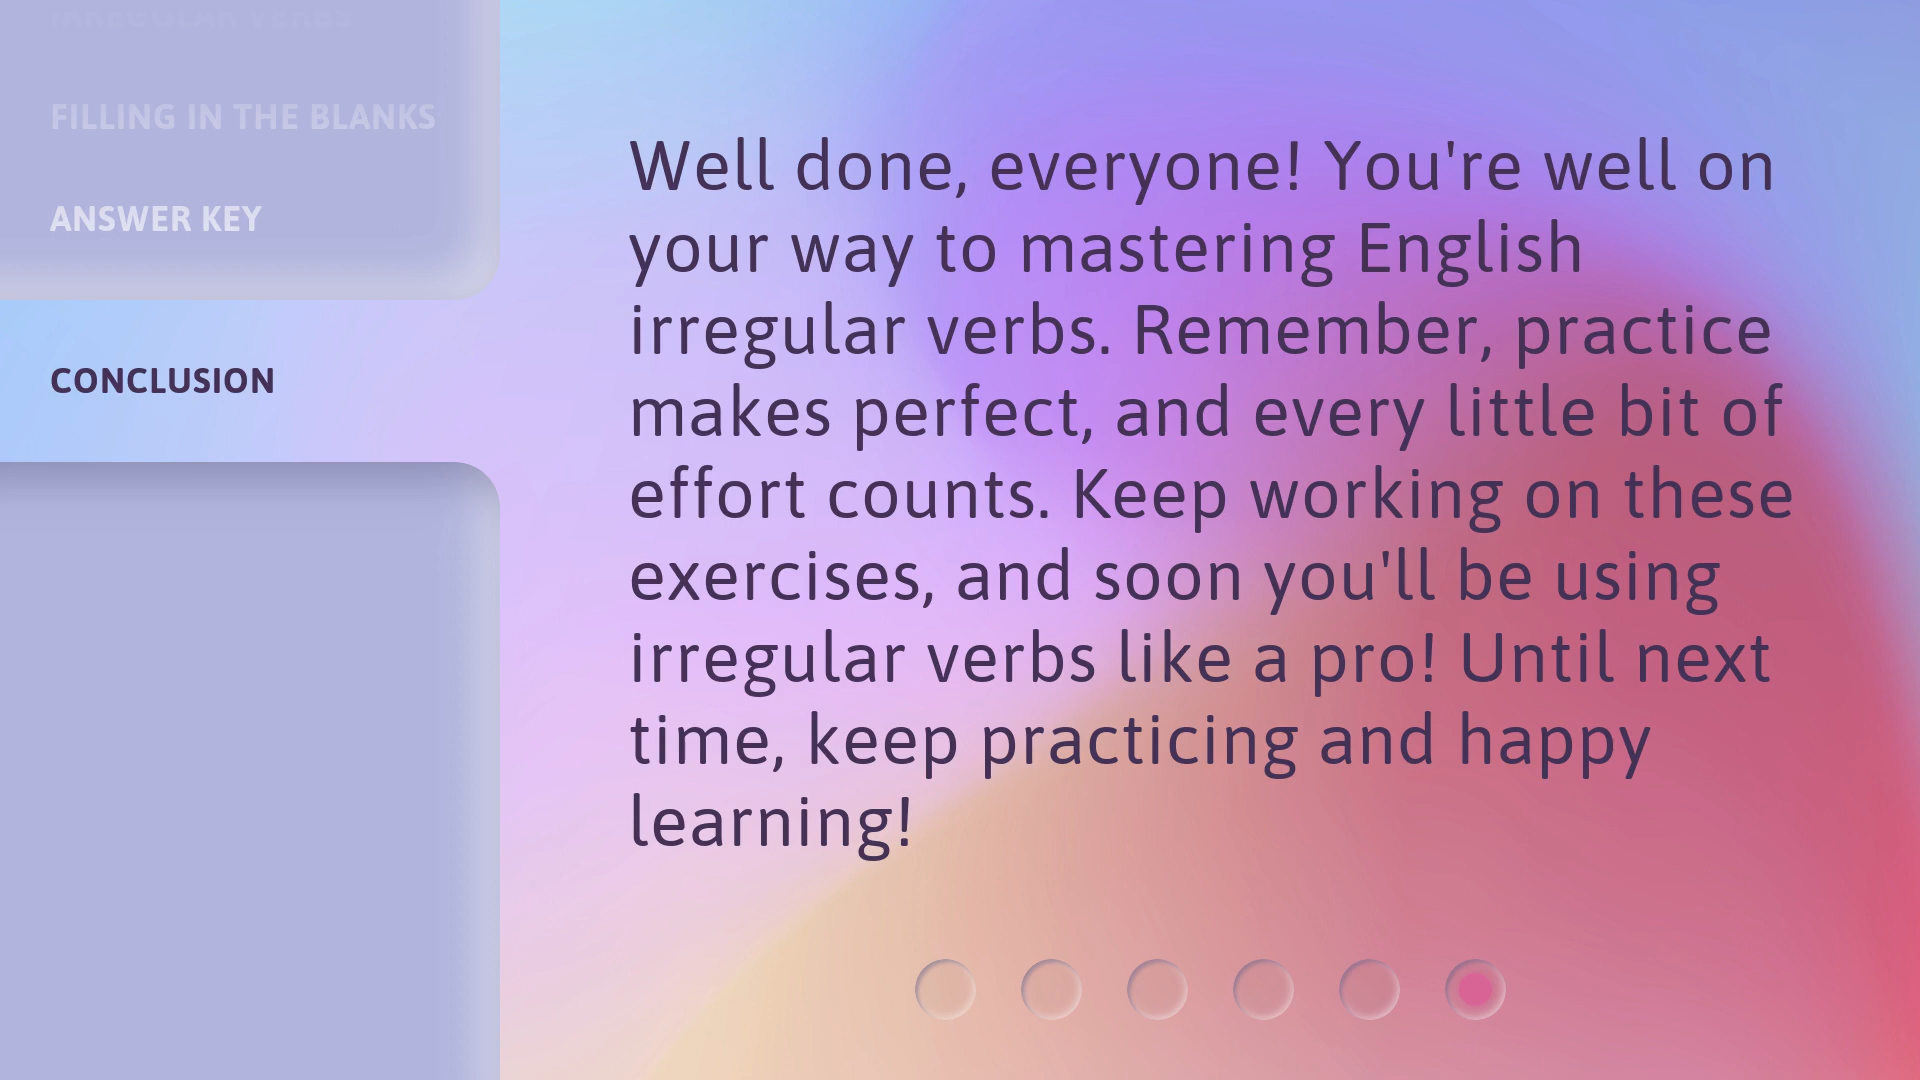 IRREGULAR VERBS
FILLING IN THE BLANKS
ANSWER KEY
CONCLUSION
Well done, everyone! You're well on
your way to mastering English
irregular verbs. Remember, practice
makes perfect, and every little bit of
effort counts. Keep working on these
exercises, and soon you'll be using
irregular verbs like a pro! Until next
time, keep practicing and happy
learning!